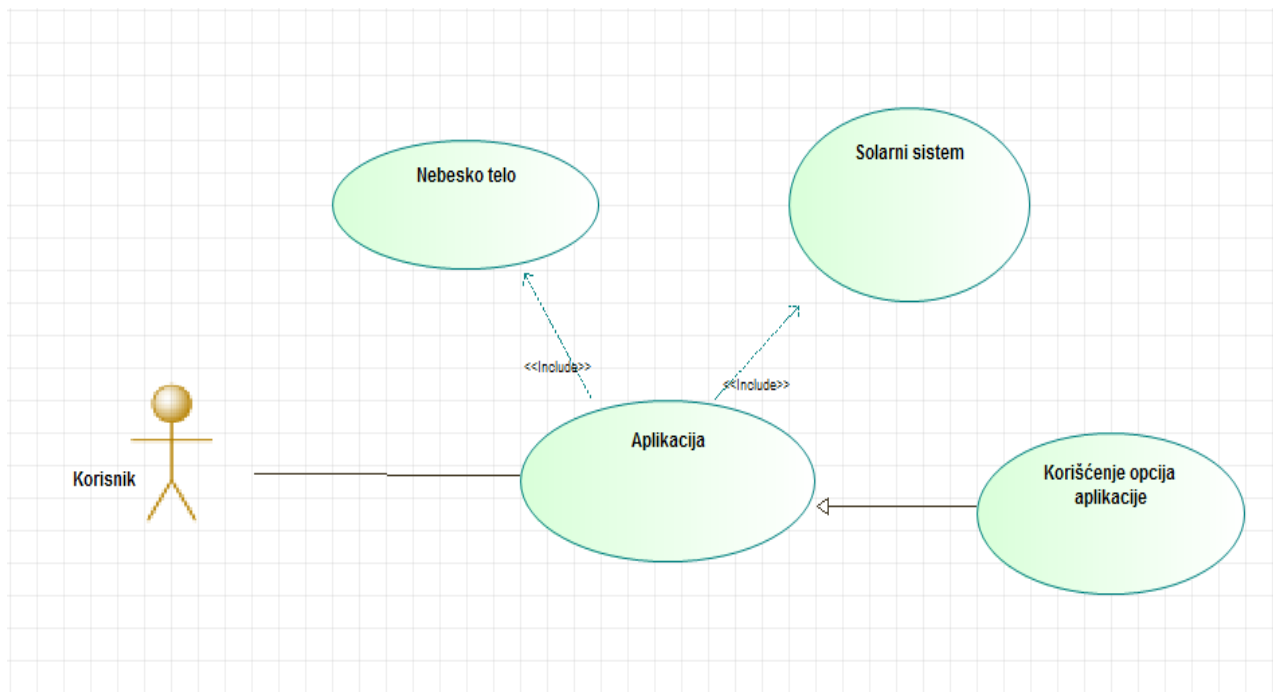 Solarni sistem
Nebesko telo
<<Include>>
<<Include>>
Aplikacija
Korisnik
Korišćenje opcija
aplikacije